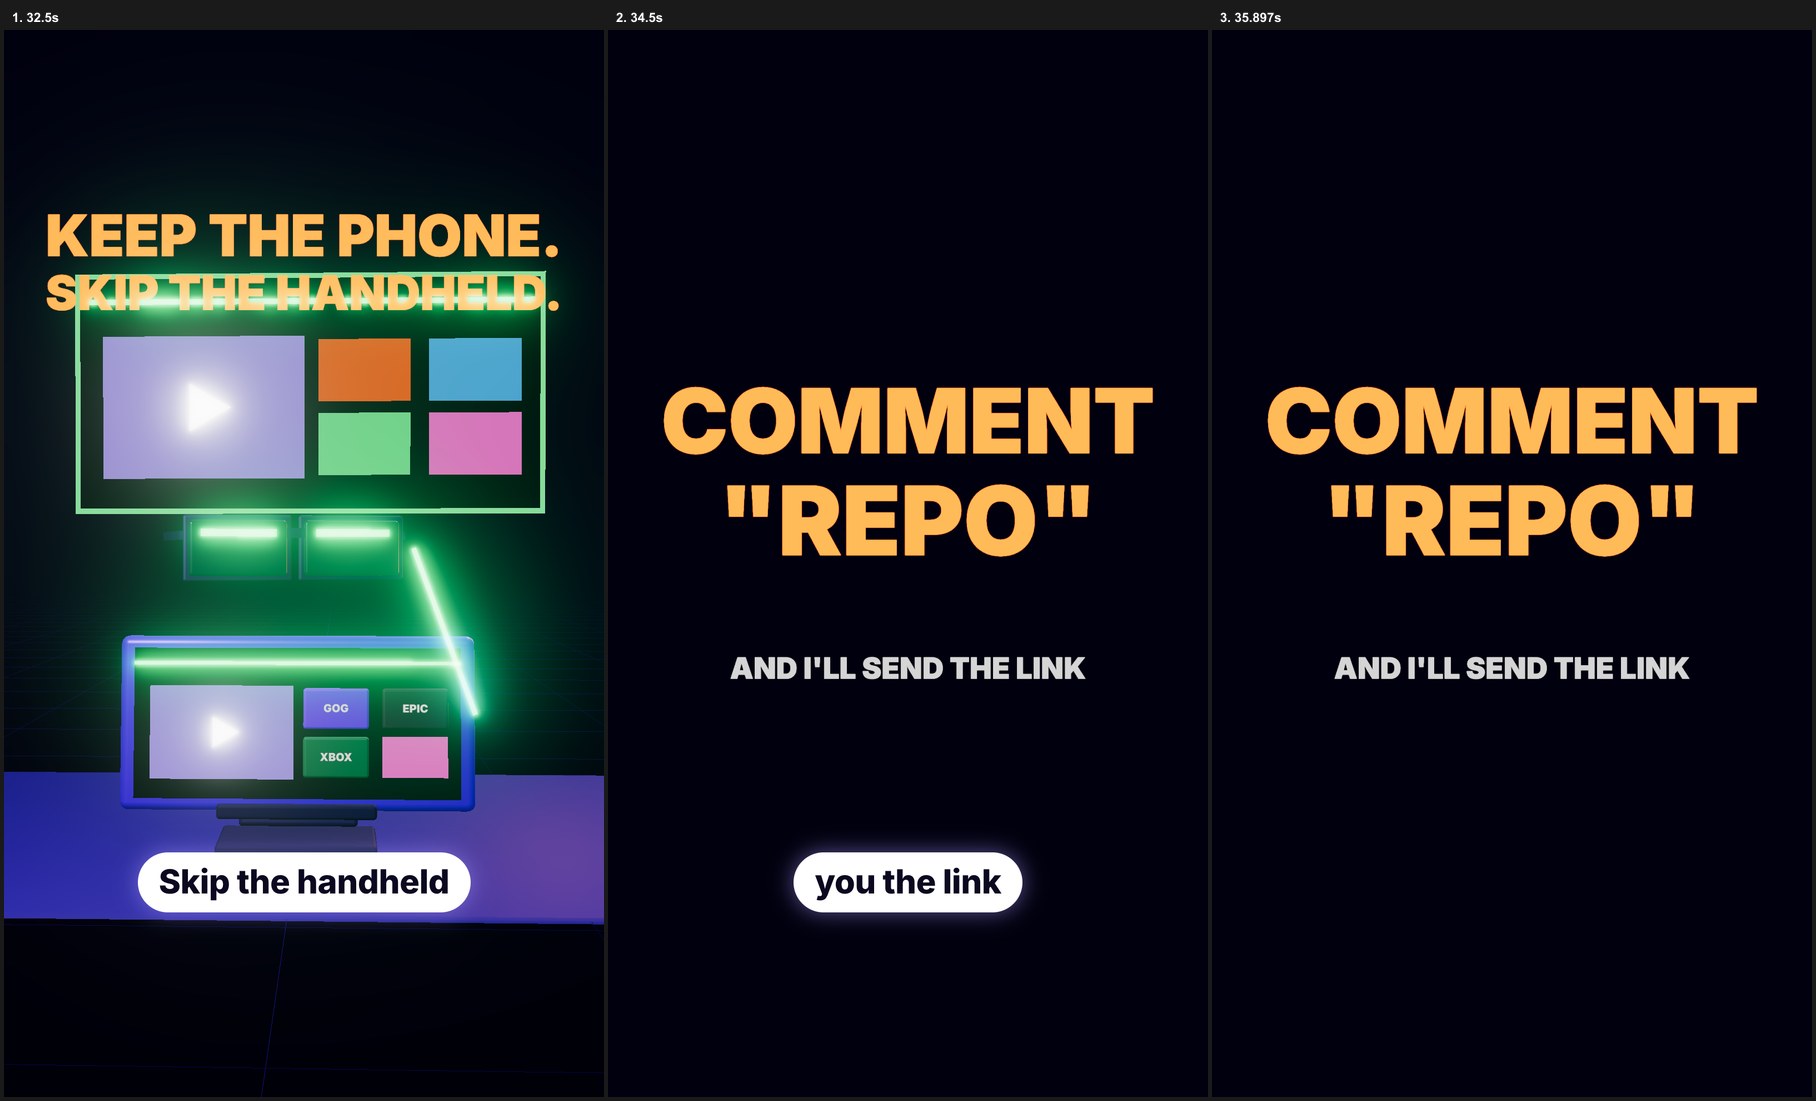 1. 32.5s
KEEP THE PHONE.
SKIP THE HANDHELD.
GOG
EPIC
XBOX
Skip the handheld
2. 34.5s
COMMENT
"REPO"
AND I'LL SEND THE LINK
you the link
3. 35.897s
COMMENT
"REPO"
AND I'LL SEND THE LINK